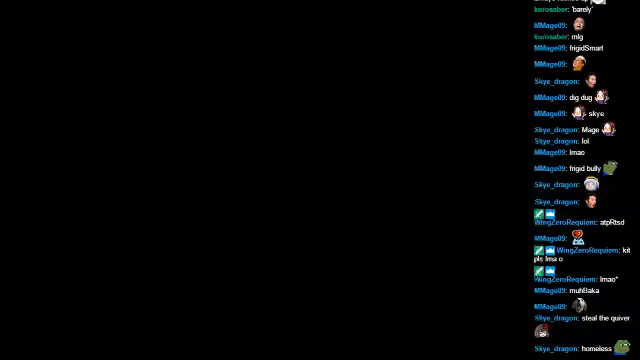 kurosaber: 'barely'
MMage09:
kurosaber: mlg
MMage09: frigidSmart
MMage09:
Skye_dragon:
MMage09: dig dug
MMage09: skye
Skye_dragon: Mage
Skye_dragon: lol
MMage09: lmao
MMage09: frigid bully
Skye_dragon:
Skye_dragon:
WingZeroRequiem: atpRtsd
MMage09:
WingZeroRequiem: kit
pls lma o
WingZeroRequiem: lmao*
MMage09: muhBaka
MMage09:
Skye_dragon: steal the quiver
Skye_dragon: homeless